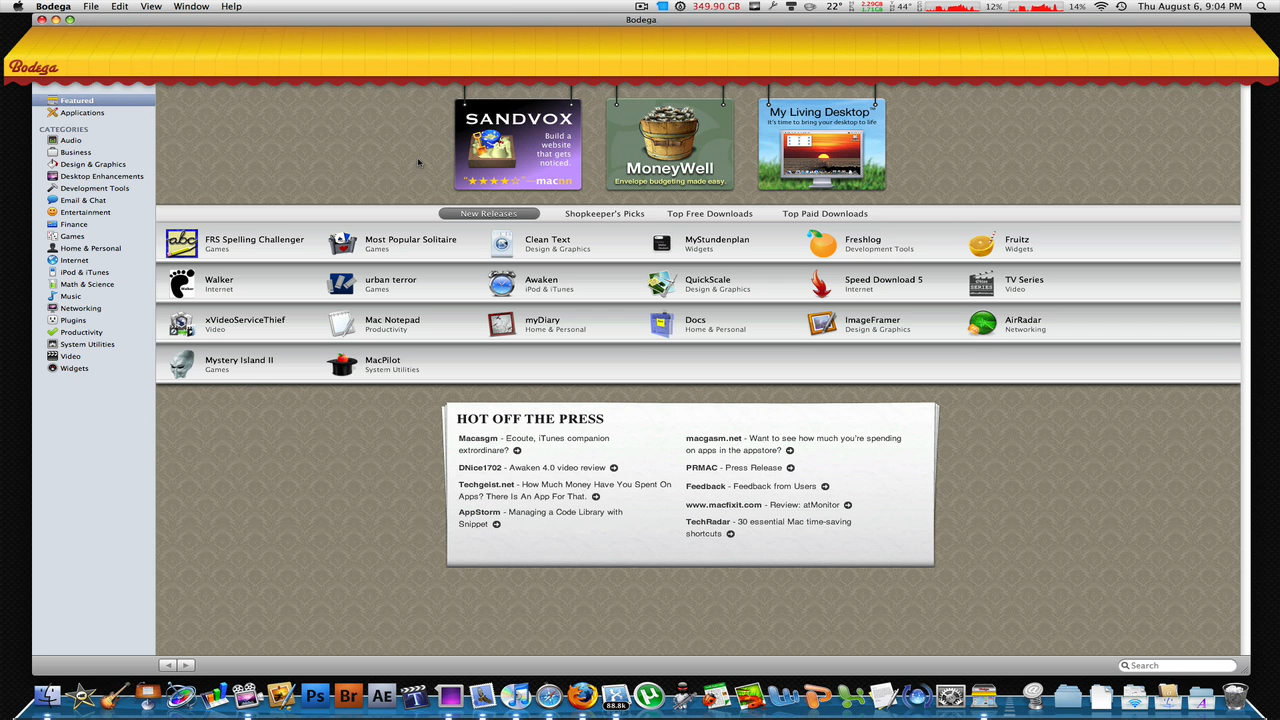 Bodega File Edit View Window Help 349.90 GB 22° 2.29GB 1.71GB 44° 12% 14% Thu August 6, 9:04 PM
Bodega
Bodega
Featured
Applications
CATEGORIES
Audio
Business
Design & Graphics
Desktop Enhancements
Development Tools
Email & Chat
Entertainment
Finance
Games
Home & Personal
Internet
iPod & iTunes
Math & Science
Music
Networking
Plugins
Productivity
System Utilities
Video
Widgets
SANDVOX
Build a
website
that gets
noticed.
"★★★★☆"—macnn
MoneyWell
Envelope budgeting made easy.
My Living Desktop™
It's time to bring your desktop to life
New Releases Shopkeeper's Picks Top Free Downloads Top Paid Downloads
FRS Spelling Challenger Most Popular Solitaire Clean Text MyStundenplan Freshlog Fruitz
Games Games Design & Graphics Widgets Development Tools Widgets
Walker urban terror Awaken QuickScale Speed Download 5 TV Series
Internet Games iPod & iTunes Design & Graphics Internet Video
xVideoServiceThief Mac Notepad myDiary Docs ImageFramer AirRadar
Video Productivity Home & Personal Home & Personal Design & Graphics Networking
Mystery Island II MacPilot
Games System Utilities
HOT OFF THE PRESS
Macasgm - Ecoute, iTunes companion
extrordinare?
DNice1702 - Awaken 4.0 video review
Techgeist.net - How Much Money Have You Spent On
Apps? There Is An App For That.
AppStorm - Managing a Code Library with
Snippet
macgasm.net - Want to see how much you're spending
on apps in the appstore?
PRMAC - Press Release
Feedback - Feedback from Users
www.macfixit.com - Review: atMonitor
TechRadar - 30 essential Mac time-saving
shortcuts
Search
Ps Br Ae
88.8k